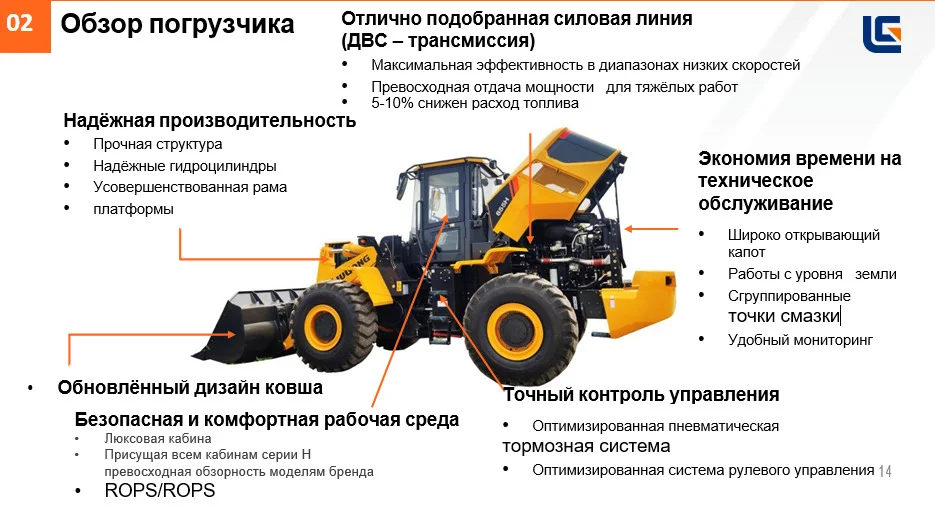 02
Обзор погрузчика
Отлично подобранная силовая линия
(ДВС – трансмиссия)
• Максимальная эффективность в диапазонах низких скоростей
• Превосходная отдача мощности для тяжёлых работ
• 5-10% снижен расход топлива
Надёжная производительность
• Прочная структура
• Надёжные гидроцилиндры
• Усовершенствованная рама
• платформы
Экономия времени на
техническое
обслуживание
• Широко открывающий
капот
• Работы с уровня земли
• Сгруппированные
точки смазки
• Удобный мониторинг
856H
LIUGONG
• Обновлённый дизайн ковша
Безопасная и комфортная рабочая среда
• Люксовая кабина
• Присущая всем кабинам серии H
превосходная обзорность моделям бренда
• ROPS/ROPS
Точный контроль управления
• Оптимизированная пневматическая
тормозная система
• Оптимизированная система рулевого управления
14